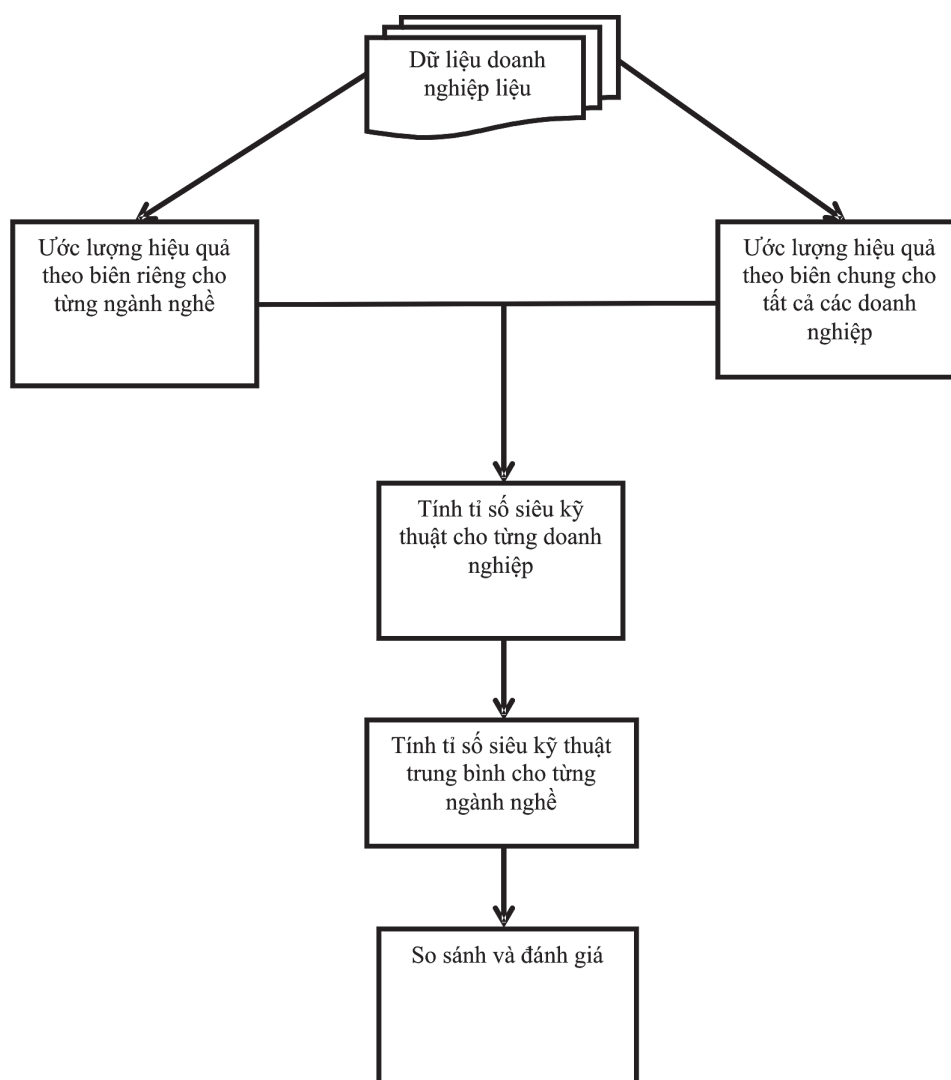 Dữ liệu doanh
nghiệp liệu
Ước lượng hiệu quả
theo biên riêng cho
từng ngành nghề
Ước lượng hiệu quả
theo biên chung cho
tất cả các doanh
nghiệp
Tính tỉ số siêu kỹ
thuật cho từng doanh
nghiệp
Tính tỉ số siêu kỹ thuật
trung bình cho từng
ngành nghề
So sánh và đánh giá